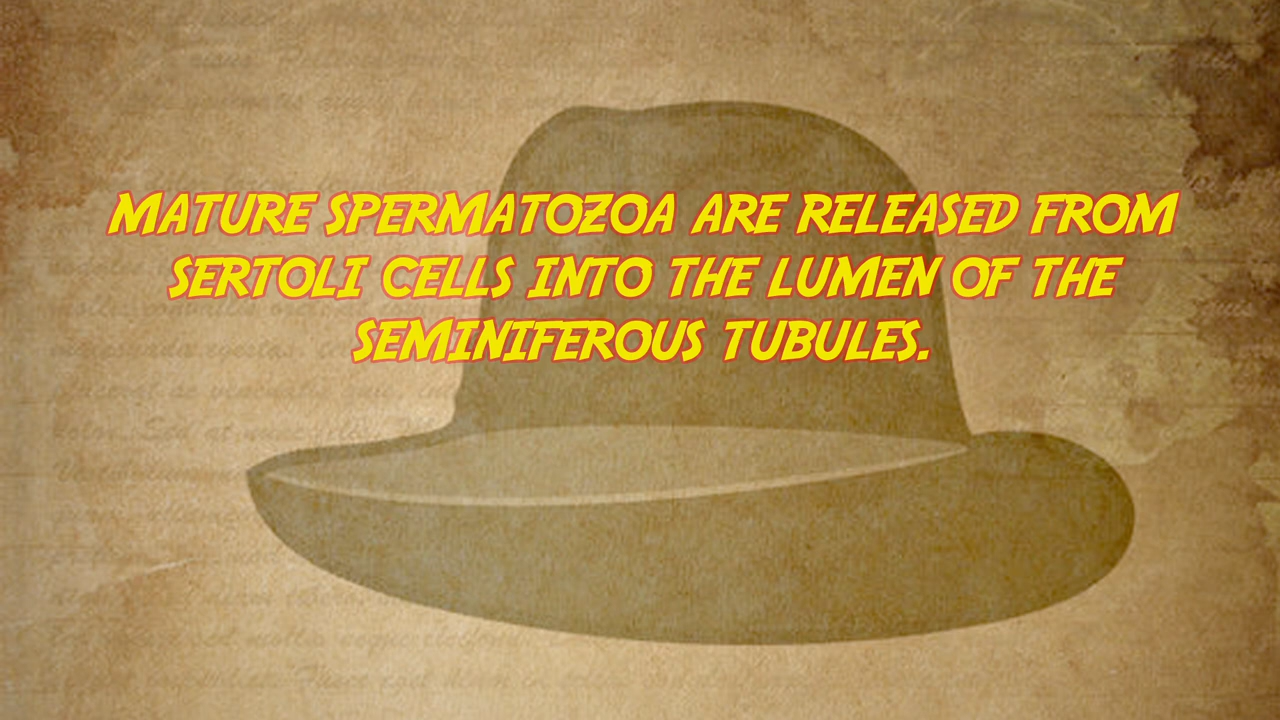 MATURE SPERMATOZOA ARE RELEASED FROM
SERTOLI CELLS INTO THE LUMEN OF THE
SEMINIFEROUS TUBULES.